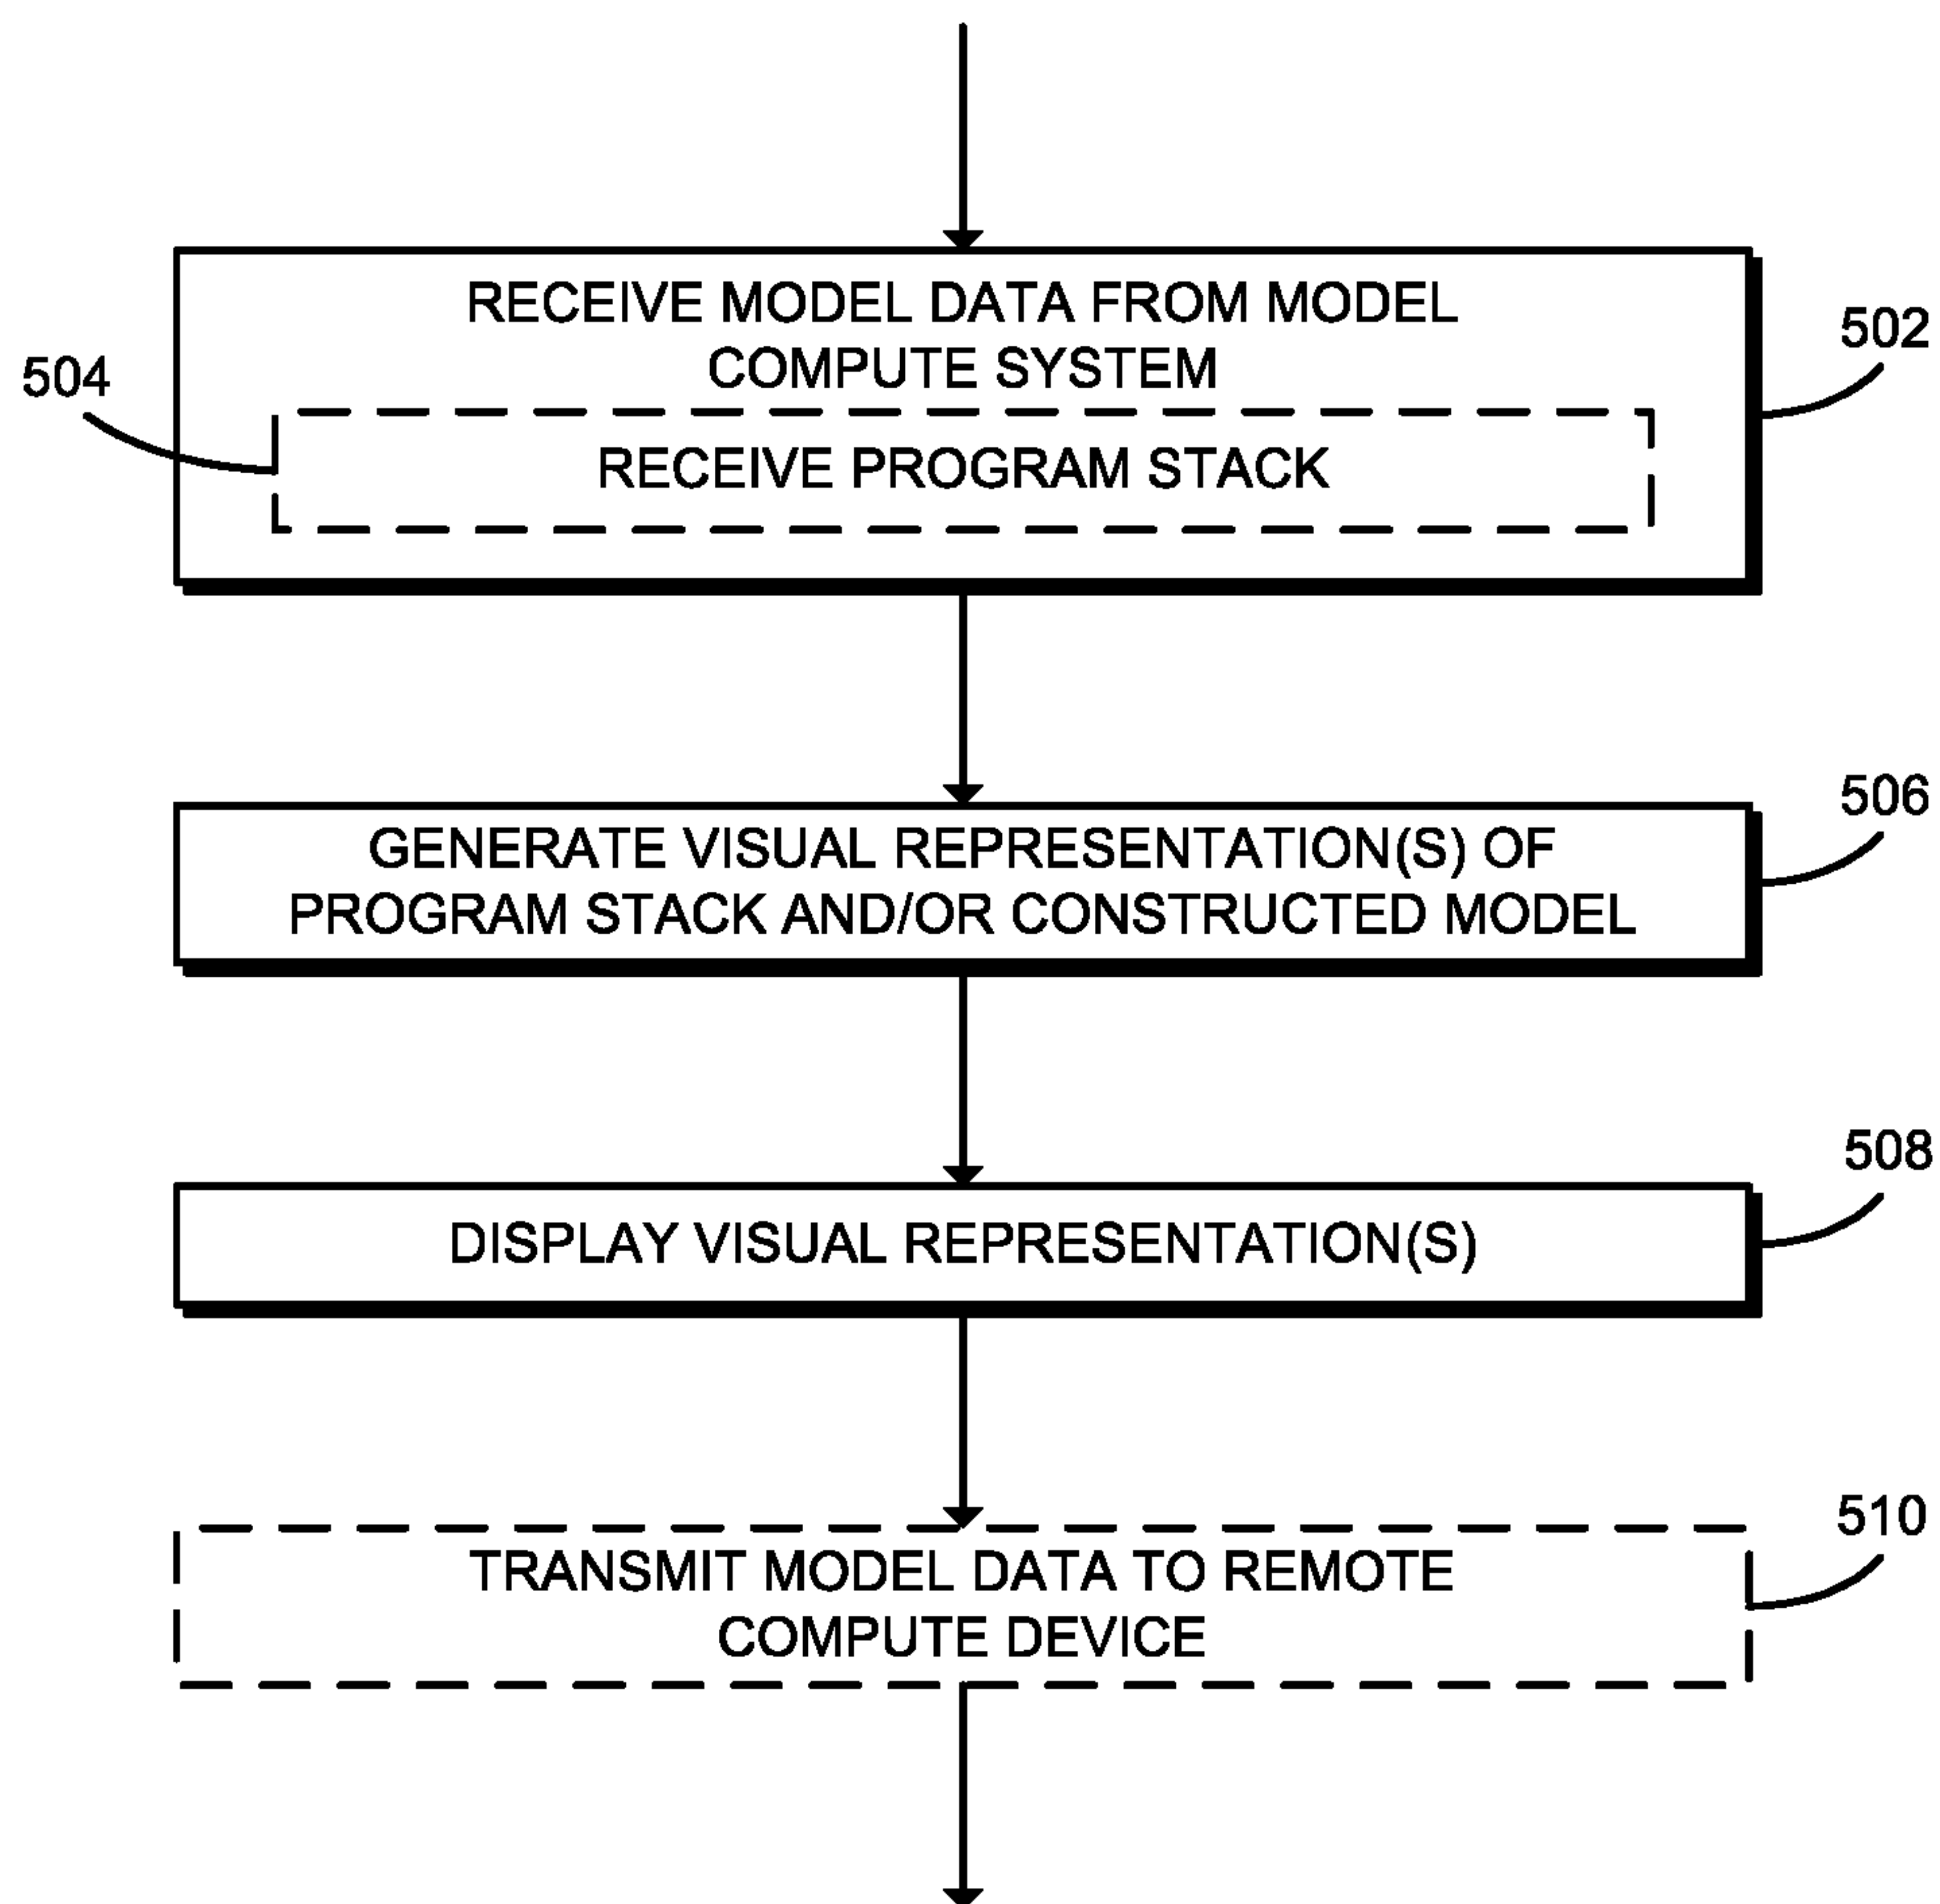 RECEIVE MODEL DATA FROM MODEL
COMPUTE SYSTEM
502
504
RECEIVE PROGRAM STACK
506
GENERATE VISUAL REPRESENTATION(S) OF
PROGRAM STACK AND/OR CONSTRUCTED MODEL
508
DISPLAY VISUAL REPRESENTATION(S)
510
TRANSMIT MODEL DATA TO REMOTE
COMPUTE DEVICE